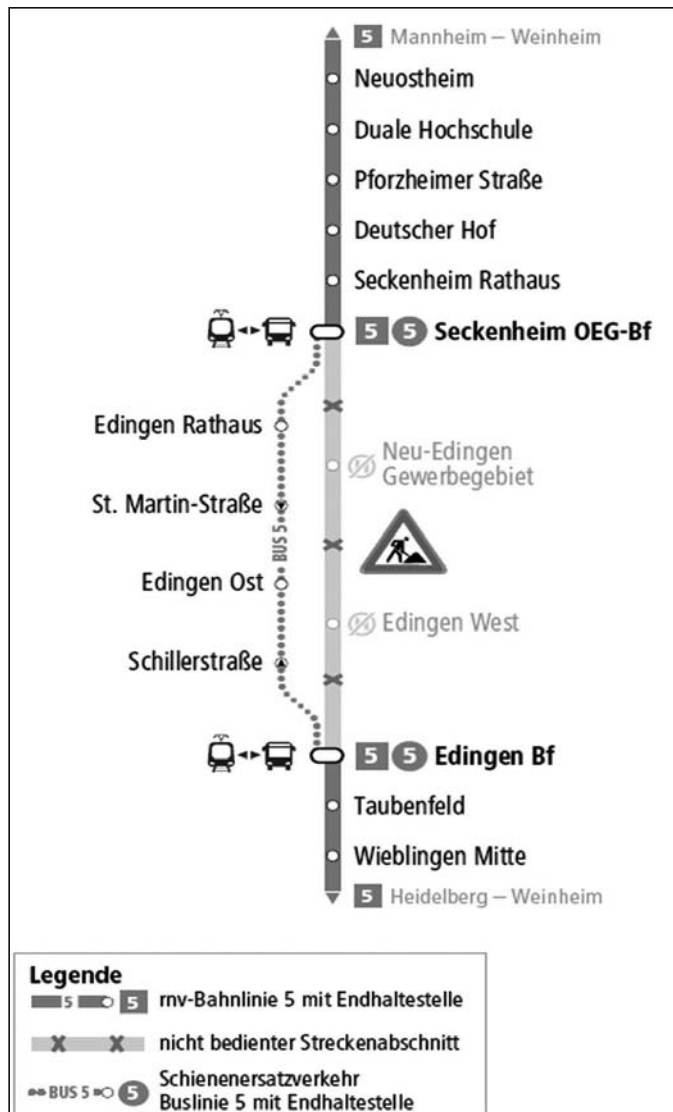 5 Mannheim – Weinheim
Neuostheim
Duale Hochschule
Pforzheimer Straße
Deutscher Hof
Seckenheim Rathaus
5 5 Seckenheim OEG-Bf
Edingen Rathaus
Neu-Edingen
Gewerbegebiet
St. Martin-Straße
BUS 5
Edingen Ost
Edingen West
Schillerstraße
5 5 Edingen Bf
Taubenfeld
Wieblingen Mitte
5 Heidelberg – Weinheim
Legende
5 5 rnv-Bahnlinie 5 mit Endhaltestelle
nicht bedienter Streckenabschnitt
Schienenersatzverkehr
BUS 5 5 Buslinie 5 mit Endhaltestelle